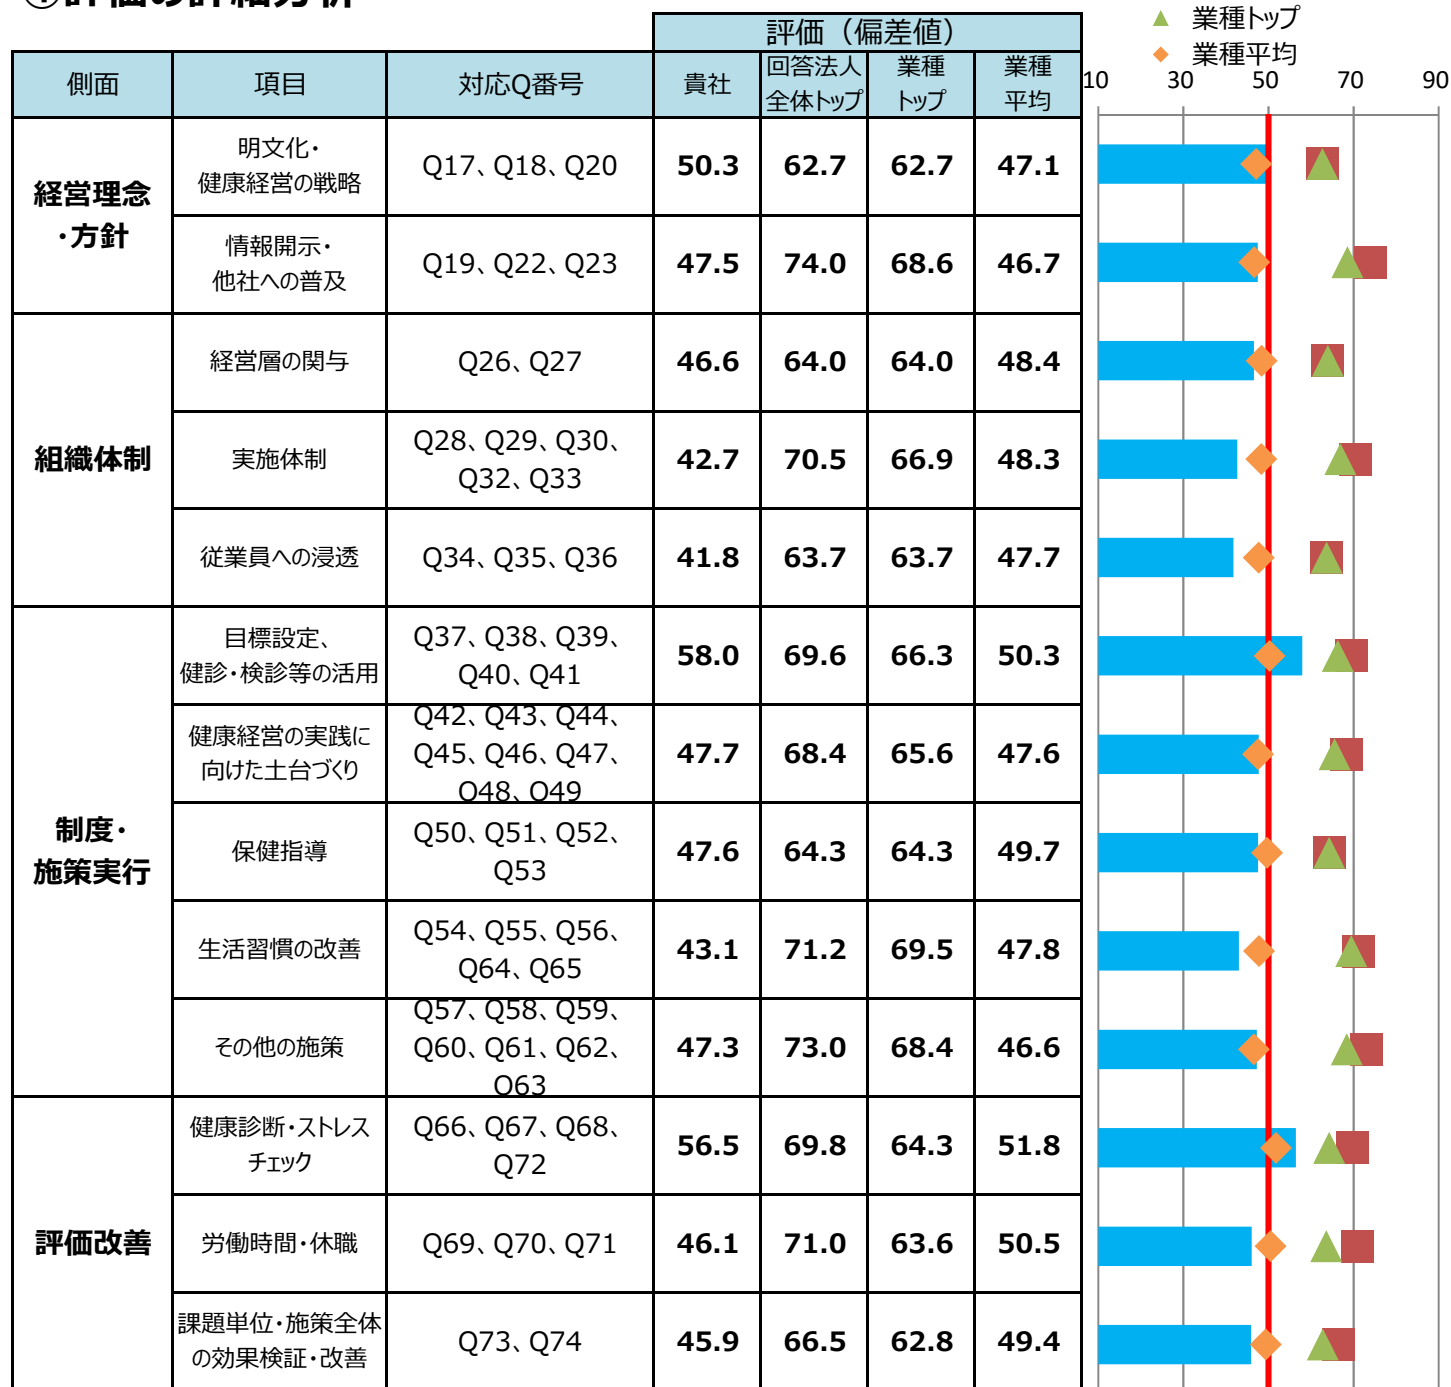 ④評価の詳細分析
評価（偏差値）
▲ 業種トップ
◆ 業種平均
側面 項目 対応Q番号 貴社 回答法人 業種 業種
全体トップ トップ 平均
10 30 50 70 90
経営理念
・方針
明文化・
健康経営の戦略
Q17、Q18、Q20 50.3 62.7 62.7 47.1
情報開示・
他社への普及
Q19、Q22、Q23 47.5 74.0 68.6 46.7
組織体制
経営層の関与 Q26、Q27 46.6 64.0 64.0 48.4
実施体制
Q28、Q29、Q30、
Q32、Q33
42.7 70.5 66.9 48.3
従業員への浸透 Q34、Q35、Q36 41.8 63.7 63.7 47.7
制度・
施策実行
目標設定、
健診・検診等の活用
Q37、Q38、Q39、
Q40、Q41
58.0 69.6 66.3 50.3
健康経営の実践に
向けた土台づくり
Q42、Q43、Q44、
Q45、Q46、Q47、
Q48、Q49
47.7 68.4 65.6 47.6
保健指導
Q50、Q51、Q52、
Q53
47.6 64.3 64.3 49.7
生活習慣の改善
Q54、Q55、Q56、
Q64、Q65
43.1 71.2 69.5 47.8
その他の施策
Q57、Q58、Q59、
Q60、Q61、Q62、
Q63
47.3 73.0 68.4 46.6
評価改善
健康診断・ストレス
チェック
Q66、Q67、Q68、
Q72
56.5 69.8 64.3 51.8
労働時間・休職 Q69、Q70、Q71 46.1 71.0 63.6 50.5
課題単位・施策全体
の効果検証・改善
Q73、Q74 45.9 66.5 62.8 49.4